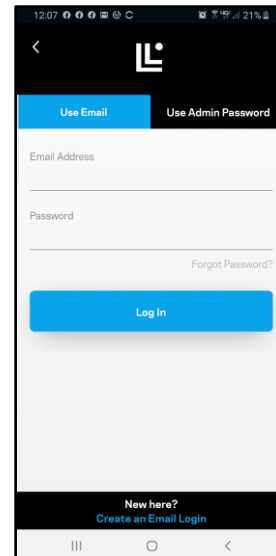 12:07
21%
Use Email
Use Admin Password
Email Address
Password
Forgot Password?
Log In
New here?
Create an Email Login